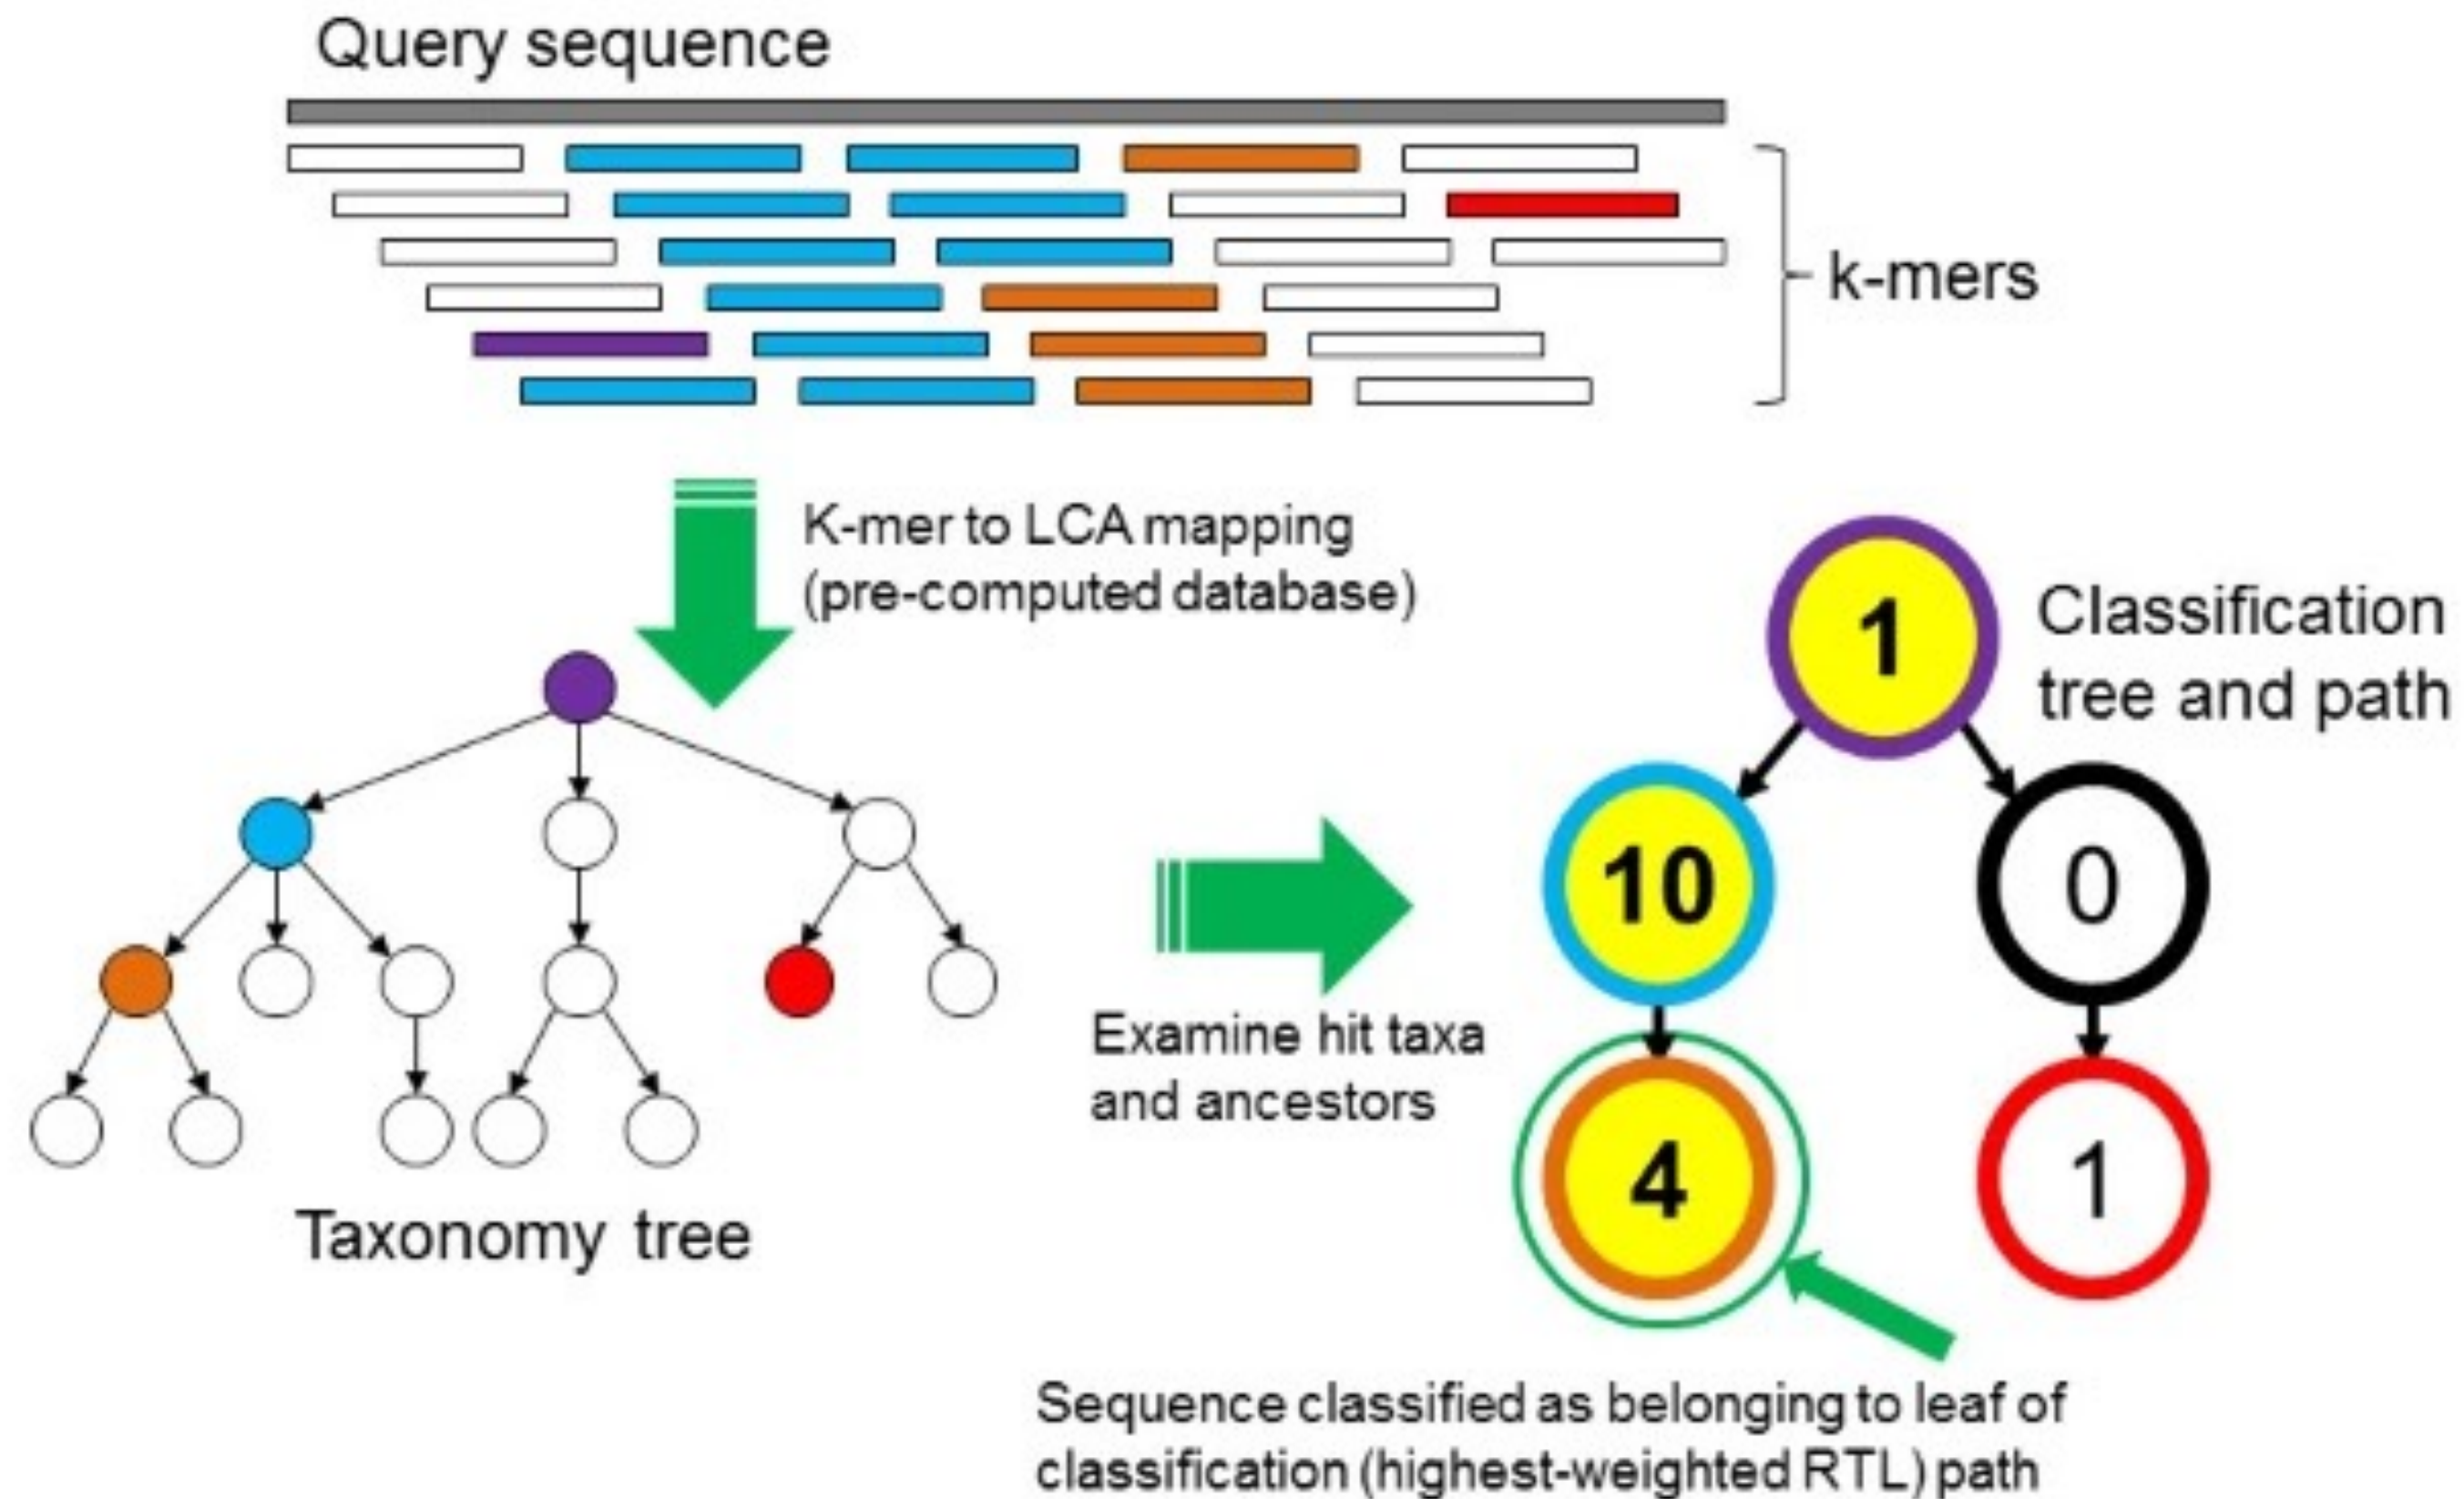 Query sequence
k-mers
K-mer to LCA mapping
(pre-computed database)
Classification
tree and path
1
10
0
4
1
Examine hit taxa
and ancestors
Taxonomy tree
Sequence classified as belonging to leaf of
classification (highest-weighted RTL) path